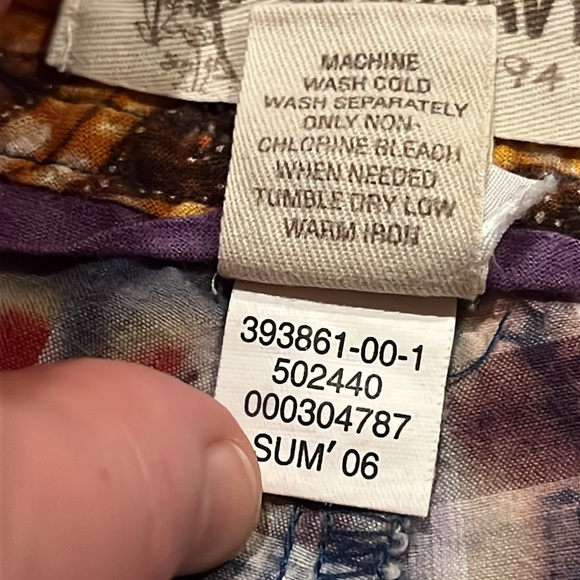 94
MACHINE
WASH COLD
WASH SEPARATELY
ONLY NON-
CHLORINE BLEACH
WHEN NEEDED
TUMBLE DRY LOW
WARM IRON
393861-00-1
502440
000304787
SUM' 06